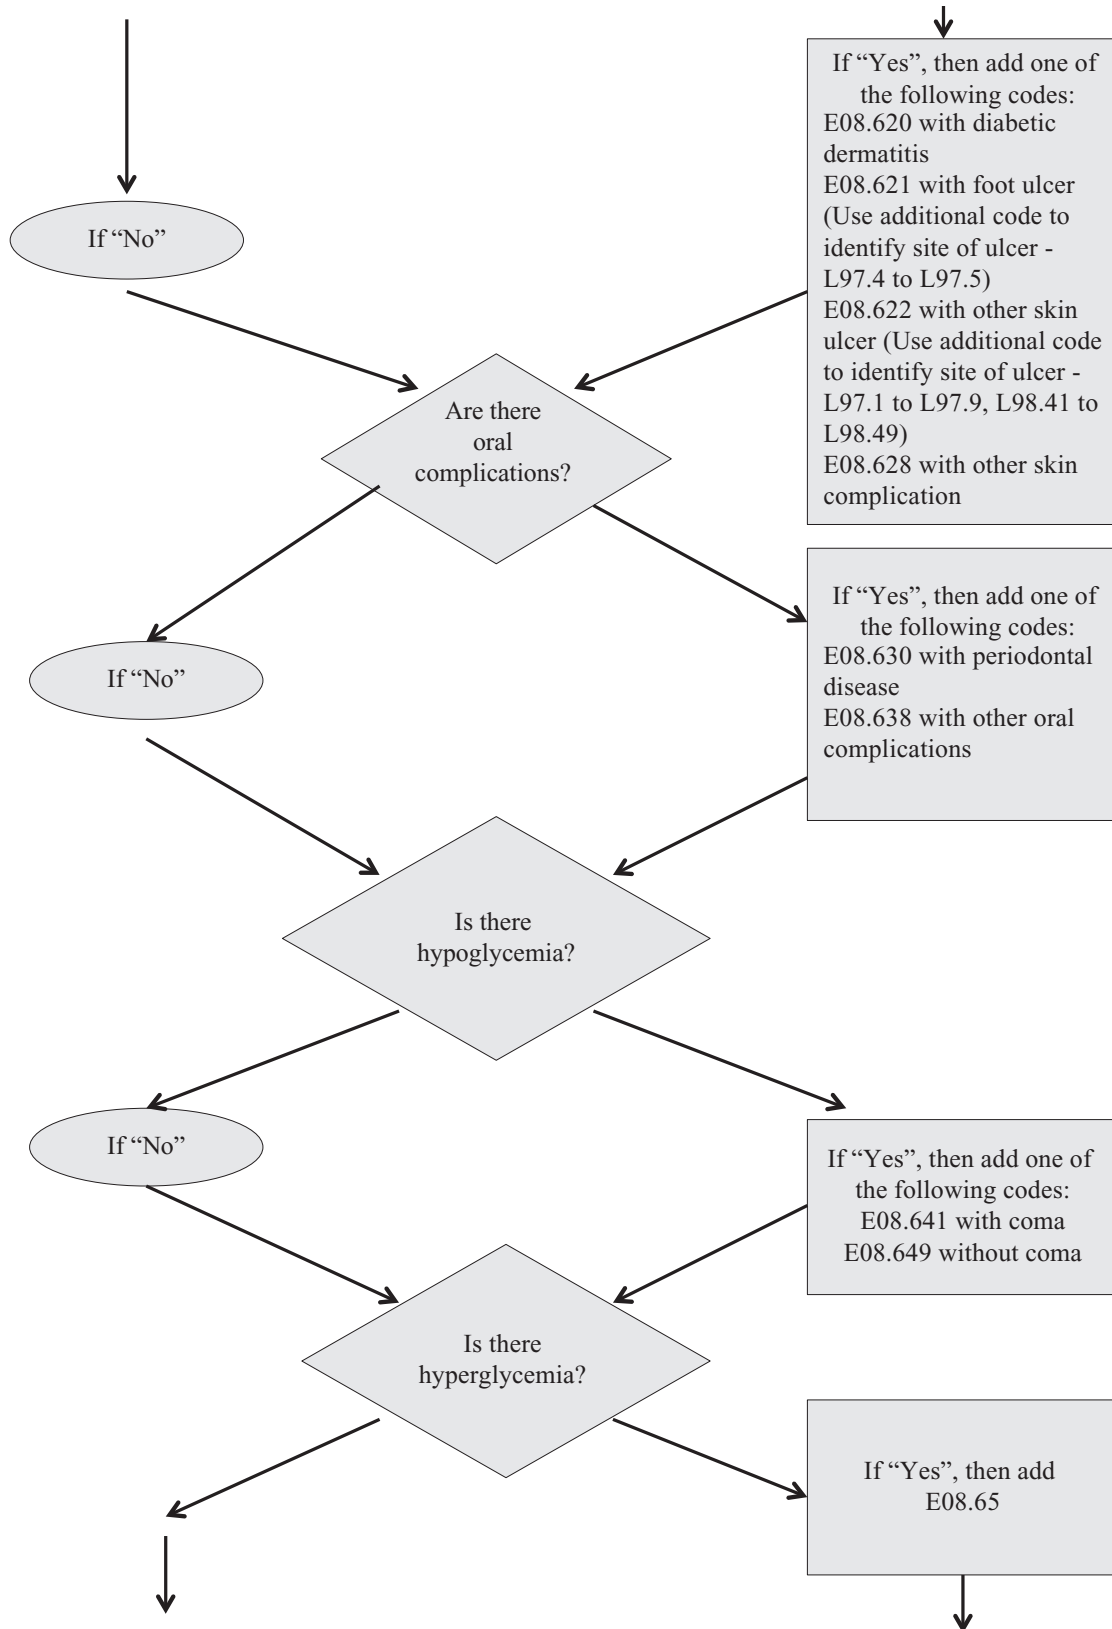 If “Yes”, then add one of
the following codes:
E08.620 with diabetic
dermatitis
E08.621 with foot ulcer
(Use additional code to
identify site of ulcer -
L97.4 to L97.5)
E08.622 with other skin
ulcer (Use additional code
to identify site of ulcer -
L97.1 to L97.9, L98.41 to
L98.49)
E08.628 with other skin
complication
If “No”
Are there
oral
complications?
If “Yes”, then add one of
the following codes:
E08.630 with periodontal
disease
E08.638 with other oral
complications
If “No”
Is there
hypoglycemia?
If “No”
If “Yes”, then add one of
the following codes:
E08.641 with coma
E08.649 without coma
Is there
hyperglycemia?
If “Yes”, then add
E08.65